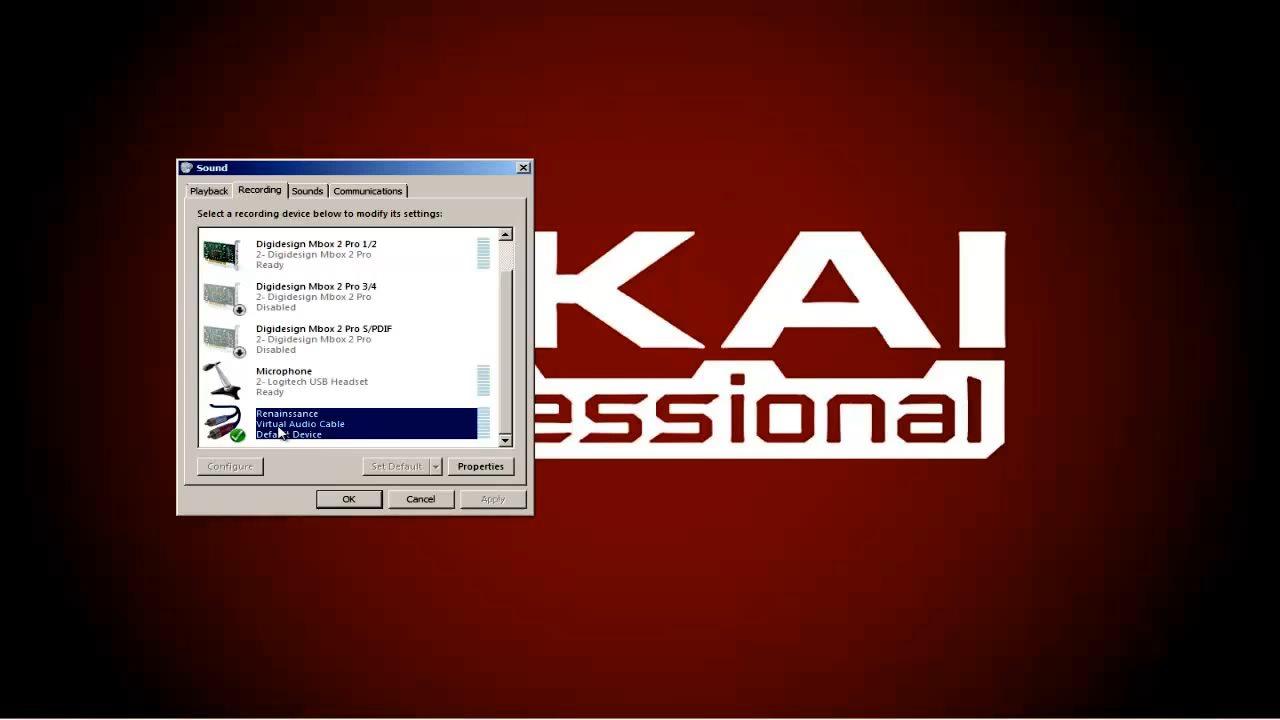 Sound
Playback Recording Sounds Communications
Select a recording device below to modify its settings:
Digidesign Mbox 2 Pro 1/2
2- Digidesign Mbox 2 Pro
Ready
Digidesign Mbox 2 Pro 3/4
2- Digidesign Mbox 2 Pro
Disabled
Digidesign Mbox 2 Pro S/PDIF
2- Digidesign Mbox 2 Pro
Disabled
Microphone
2- Logitech USB Headset
Ready
Renainssance
Virtual Audio Cable
Default Device
Configure Set Default Properties
OK Cancel Apply
KAI
essional